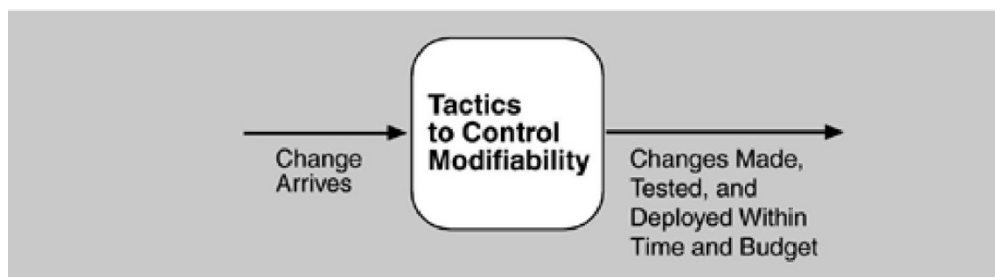 Change
Arrives
Tactics
to Control
Modifiability
Changes Made,
Tested, and
Deployed Within
Time and Budget